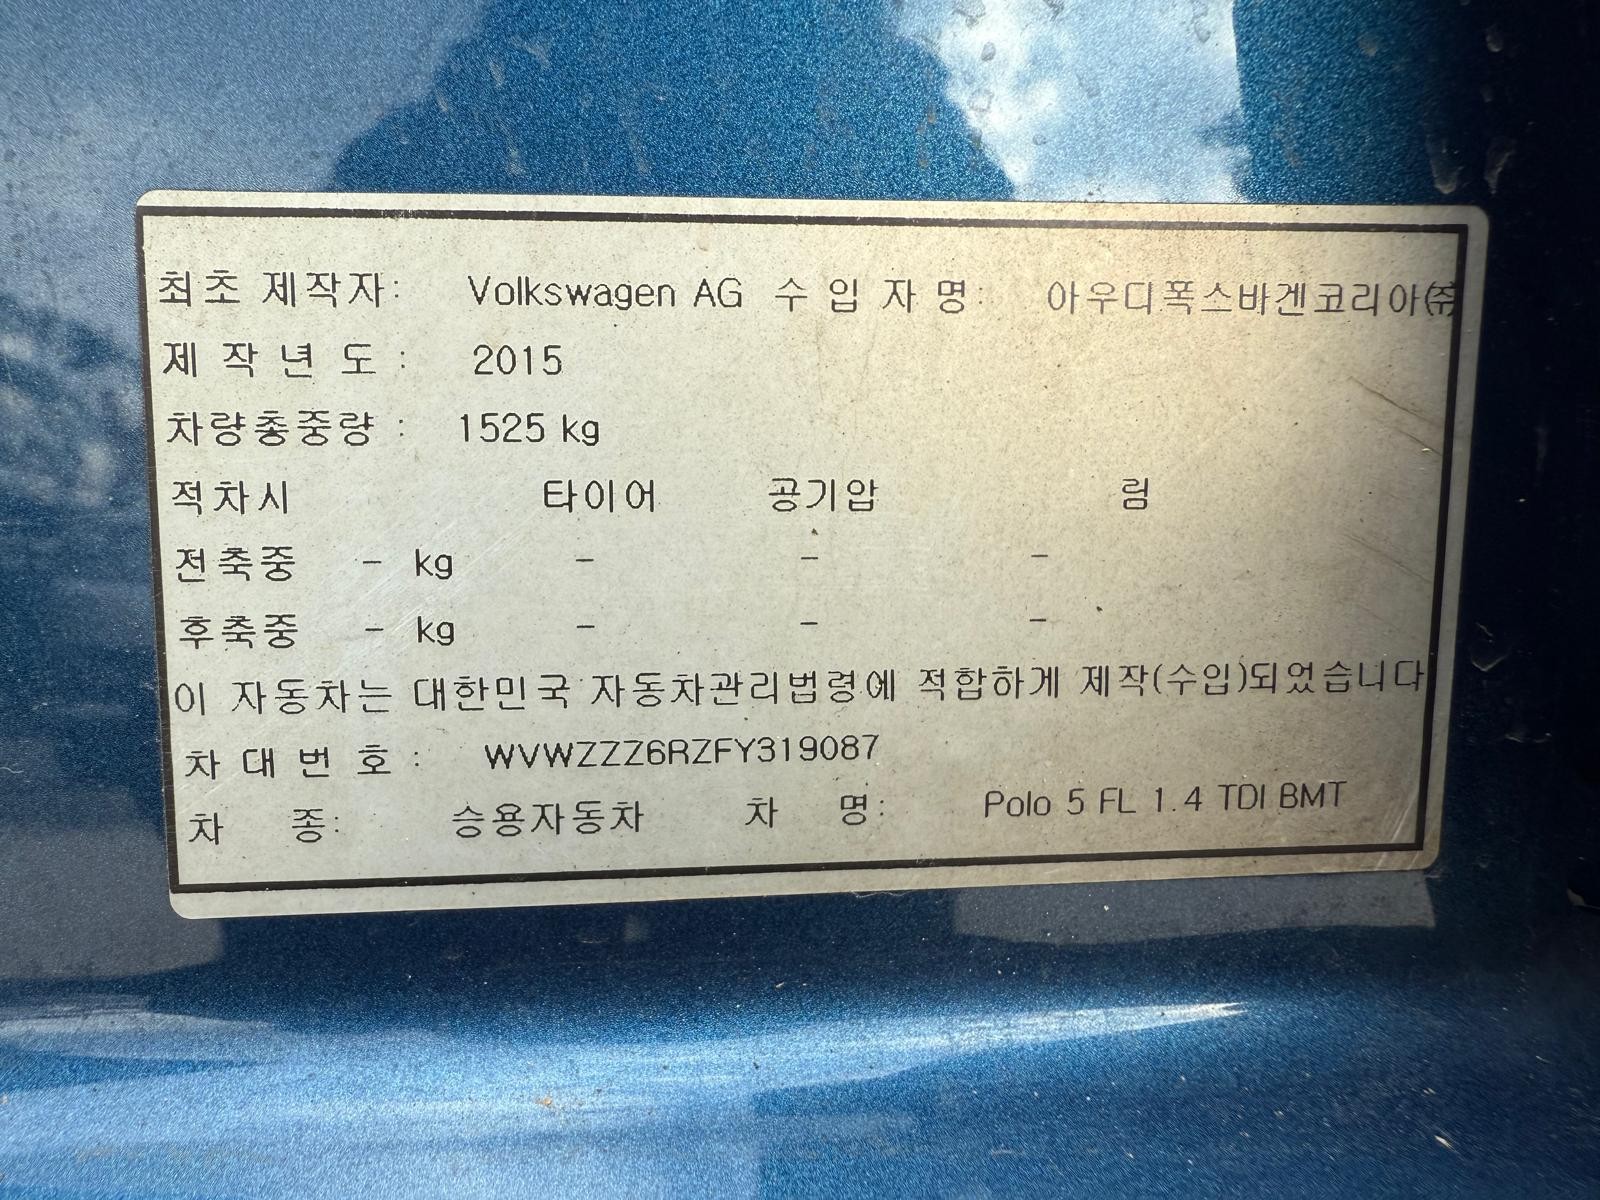 최초 제작자: Volkswagen AG 수 입 자 명: 아우디폭스바겐코리아㈜
제 작 년 도 : 2015
차량총중량 : 1525 kg
적차시 타이어 공기압 림
전축중 - kg - - -
후축중 - kg - - -
이 자동차는 대한민국 자동차관리법령에 적합하게 제작(수입)되었습니다
차 대 번 호 : WVWZZZ6RZFY319087
차 종: 승용자동차 차 명: Polo 5 FL 1.4 TDI BMT